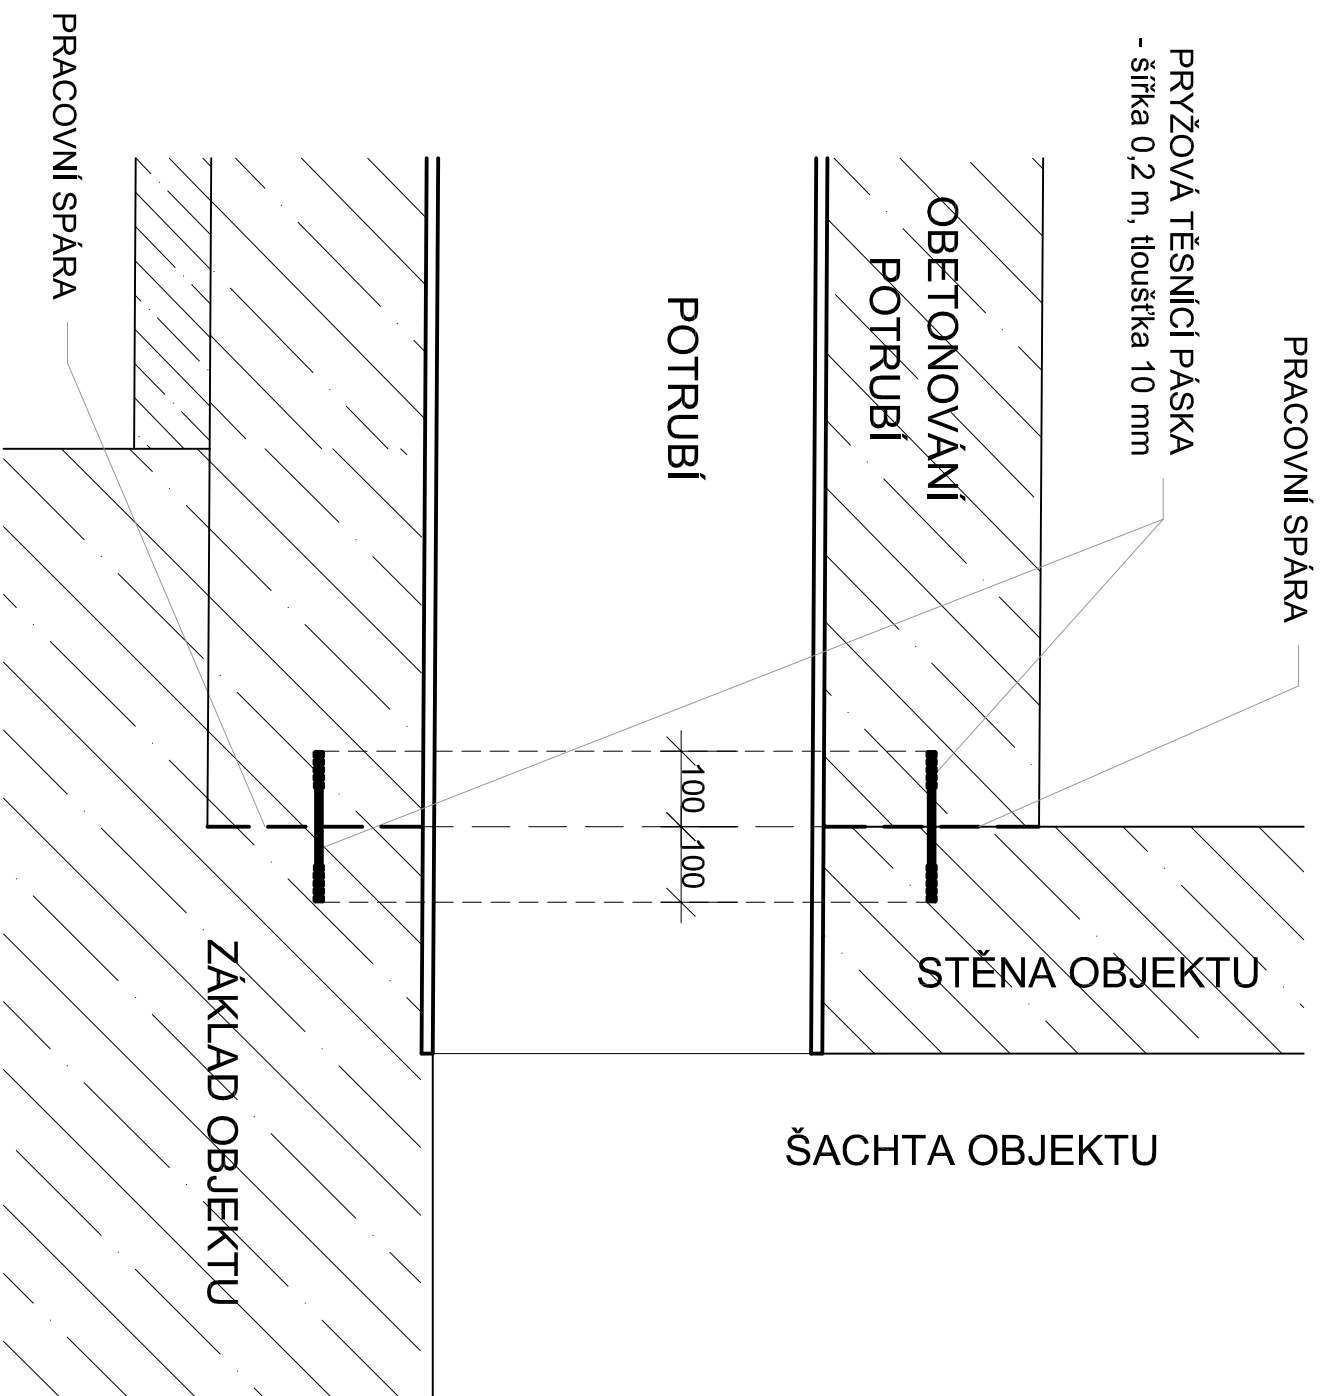 PRACOVNÍ SPÁRA
PRYŽOVÁ TĚSNÍCÍ PÁSKA
- šířka 0,2 m, tloušťka 10 mm
OBETONOVÁNÍ
POTRUBÍ
POTRUBÍ
100
100
STĚNA OBJEKTU
ŠACHTA OBJEKTU
ZÁKLAD OBJEKTU
PRACOVNÍ SPÁRA